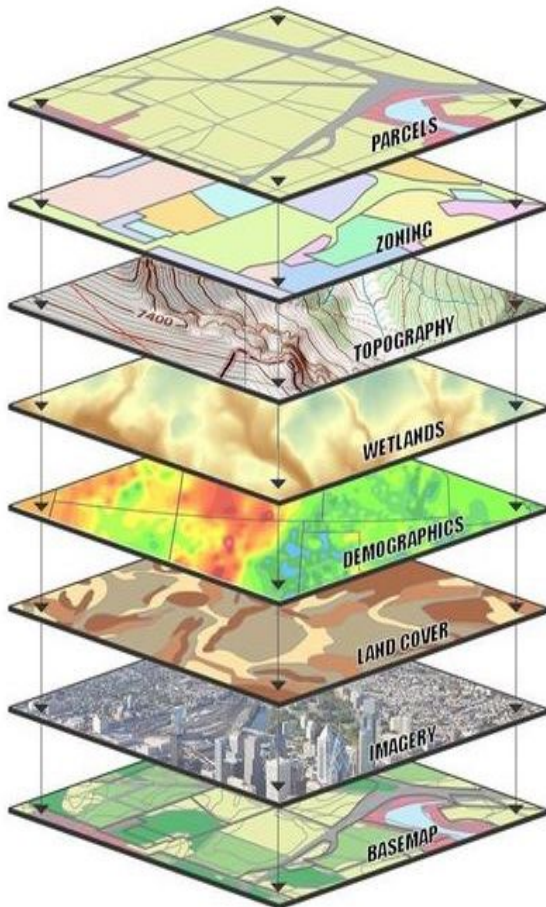 PARCELS
ZONING
7400
TOPOGRAPHY
WETLANDS
DEMOGRAPHICS
LAND COVER
IMAGERY
BASEMAP